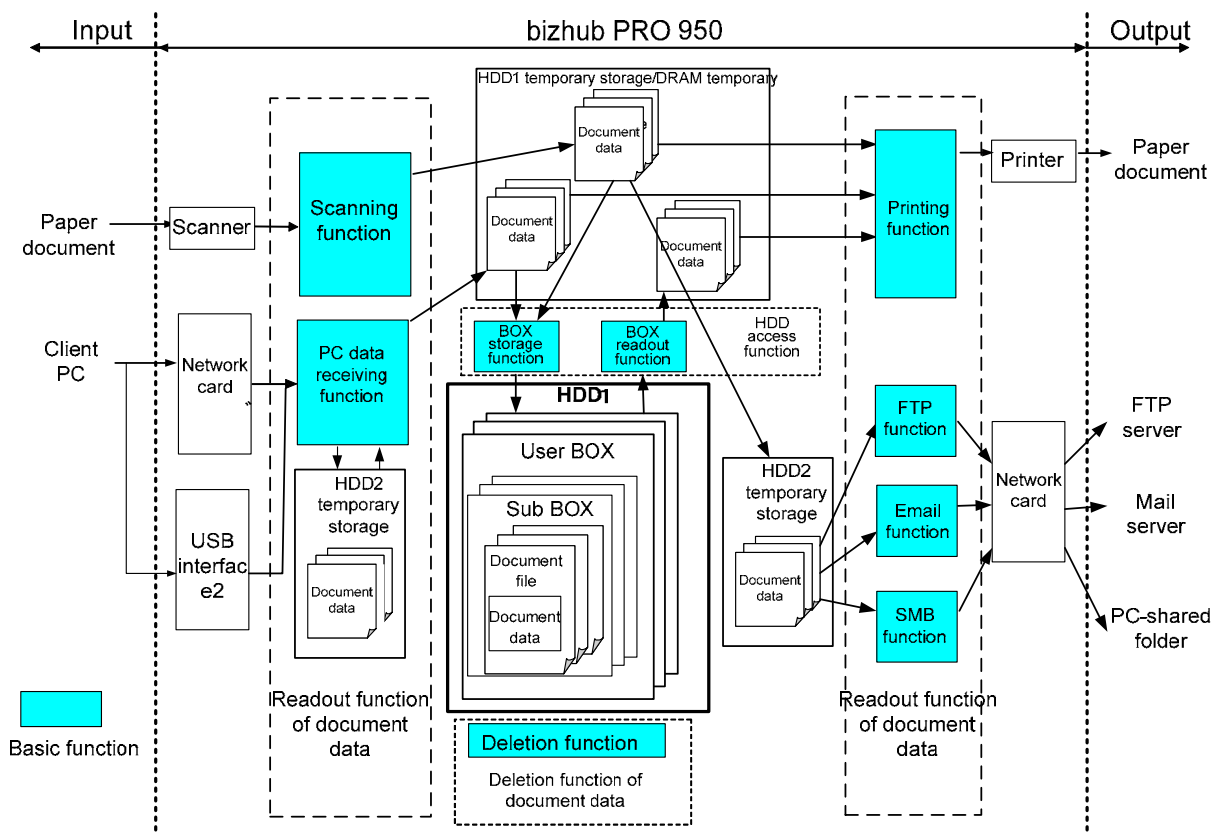 Input
bizhub PRO 950
Output
HDD1 temporary storage/DRAM temporary
Document
data
Document
data
Document
data
Paper
document
Scanner
Scanning
function
Printing
function
Printer
Paper
document
Client
PC
Network
card
PC data
receiving
function
BOX
storage
function
BOX
readout
function
HDD
access
function
HDD1
User BOX
Sub BOX
Document
file
Document
data
USB
interfac
e2
HDD2
temporary
storage
Document
data
HDD2
temporary
storage
Document
data
FTP
function
Email
function
SMB
function
Network
card
FTP
server
Mail
server
PC-shared
folder
Basic function
Readout function
of document
data
Deletion function
Deletion function of
document data
Readout function
of document
data